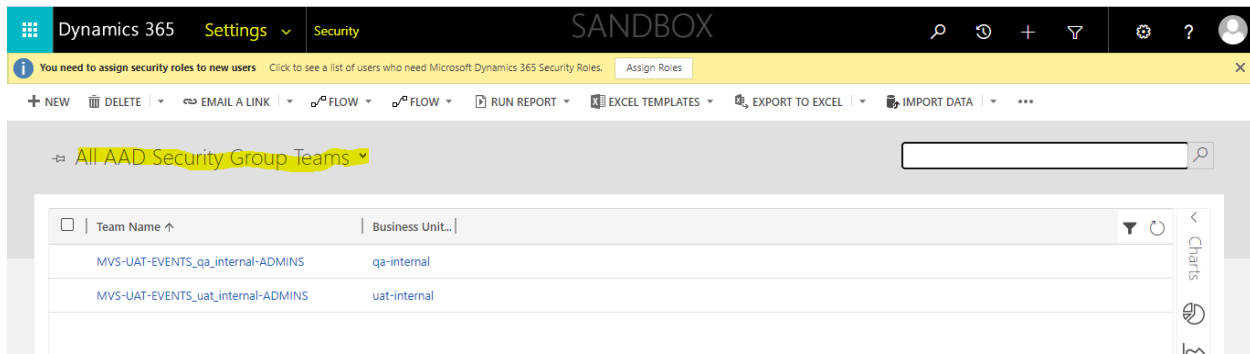 Dynamics 365 Settings Security SANDBOX ?
You need to assign security roles to new users Click to see a list of users who need Microsoft Dynamics 365 Security Roles. Assign Roles
NEW DELETE EMAIL A LINK FLOW FLOW RUN REPORT EXCEL TEMPLATES EXPORT TO EXCEL IMPORT DATA
All AAD Security Group Teams
Team Name Business Unit...
MVS-UAT-EVENTS_qa_internal-ADMINS qa-internal
MVS-UAT-EVENTS_uat_internal-ADMINS uat-internal
Charts